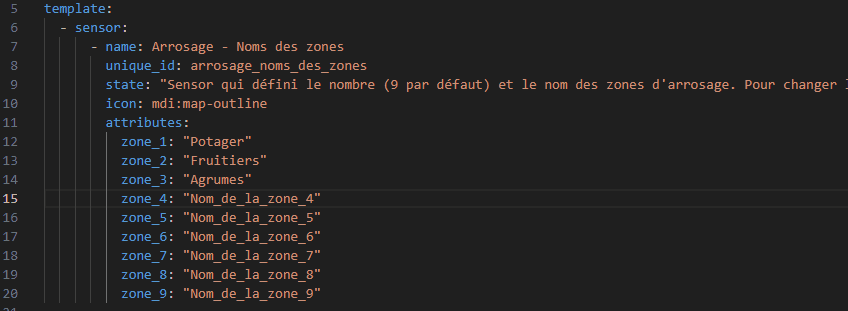 5 template:
6 - sensor:
7 - name: Arrosage - Noms des zones
8 unique_id: arrosage_noms_des_zones
9 state: "Sensor qui défini le nombre (9 par défaut) et le nom des zones d'arrosage. Pour changer l
10 icon: mdi:map-outline
11 attributes:
12 zone_1: "Potager"
13 zone_2: "Fruitiers"
14 zone_3: "Agrumes"
15 zone_4: "Nom_de_la_zone_4"
16 zone_5: "Nom_de_la_zone_5"
17 zone_6: "Nom_de_la_zone_6"
18 zone_7: "Nom_de_la_zone_7"
19 zone_8: "Nom_de_la_zone_8"
20 zone_9: "Nom_de_la_zone_9"